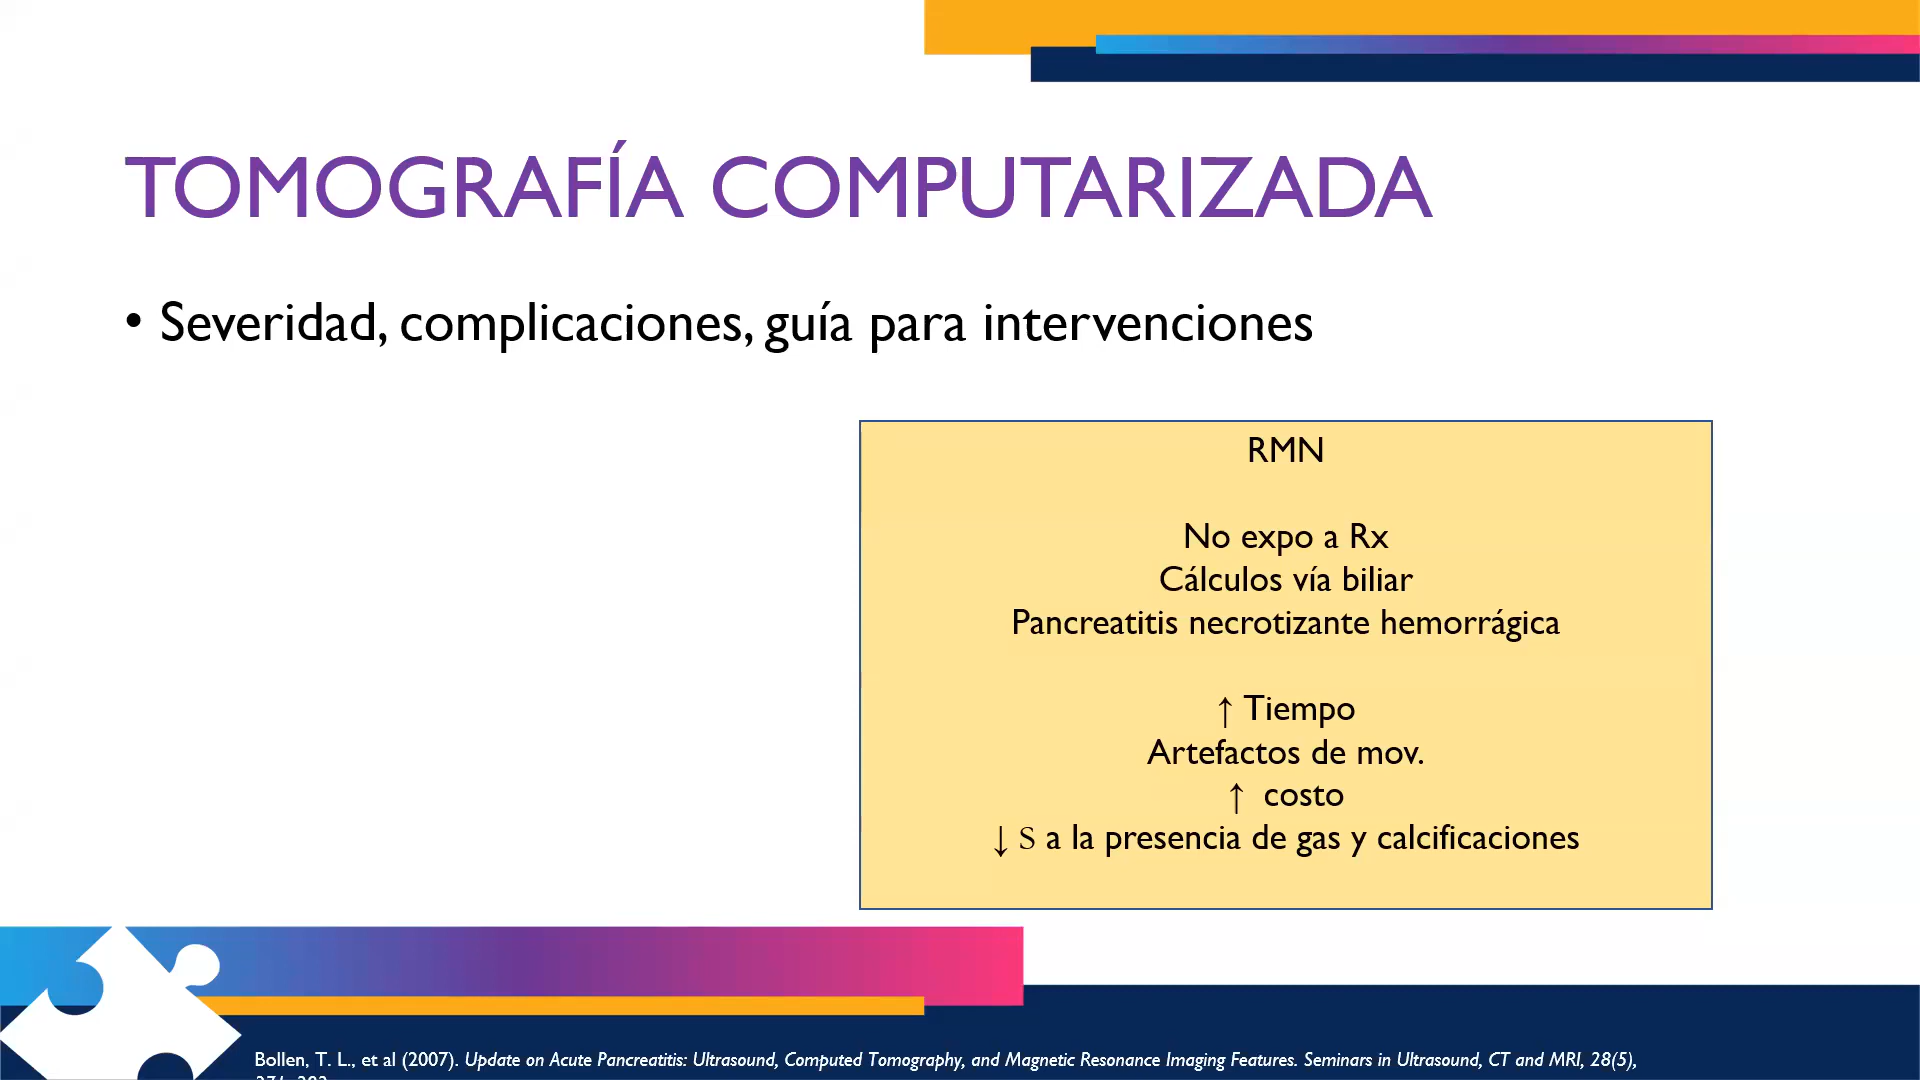 TOMOGRAFÍA COMPUTARIZADA
• Severidad, complicaciones, guía para intervenciones
RMN
No expo a Rx
Cálculos vía biliar
Pancreatitis necrotizante hemorrágica
↑ Tiempo
Artefactos de mov.
↑ costo
↓ S a la presencia de gas y calcificaciones
Bollen, T. L., et al (2007). Update on Acute Pancreatitis: Ultrasound, Computed Tomography, and Magnetic Resonance Imaging Features. Seminars in Ultrasound, CT and MRI, 28(5),